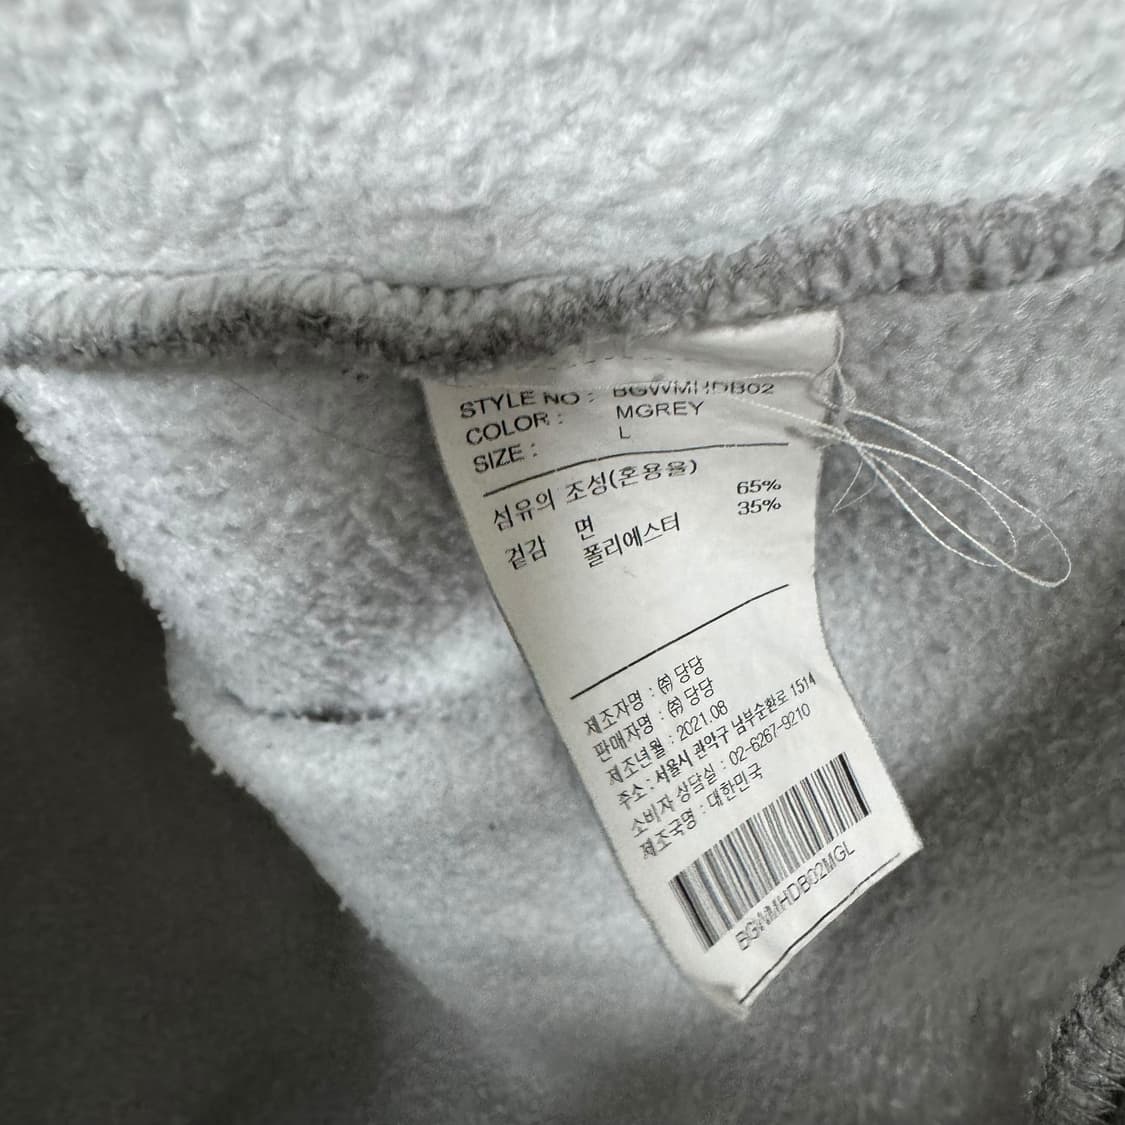 STYLE NO : BGWMHDB02
COLOR : MGREY
SIZE : L
섬유의 조성(혼용율)
겉감 면 65%
폴리에스터 35%
제조자명 : ㈜ 당당
판매자명 : ㈜ 당당
제조년월 : 2021.08
주소 : 서울시 관악구 남부순환로 1514
소비자 상담실 : 02-6267-9210
제조국명 : 대한민국
BGWMHDB02MGL